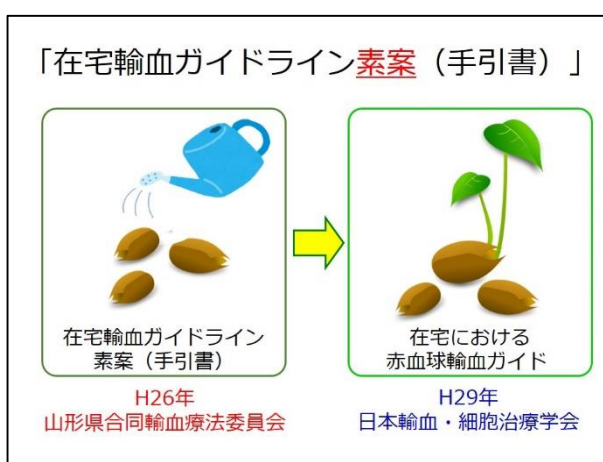 「在宅輸血ガイドライン素案（手引書）」
在宅輸血ガイドライン
素案（手引書）
H26年
山形県合同輸血療法委員会
在宅における
赤血球輸血ガイド
H29年
日本輸血・細胞治療学会